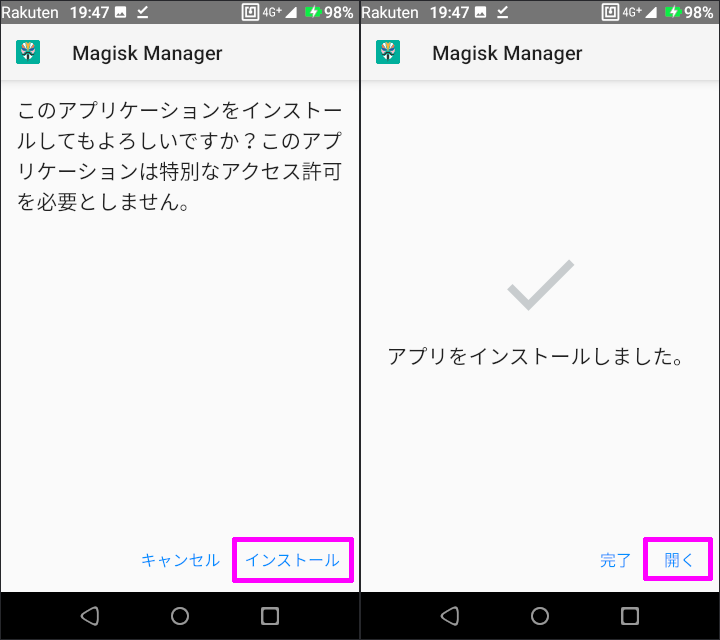 Rakuten 19:47 4G+ 98%
Magisk Manager
このアプリケーションをインストー
ルしてもよろしいですか？このアプ
リケーションは特別なアクセス許可
を必要としません。
キャンセル インストール
Rakuten 19:47 4G+ 98%
Magisk Manager
アプリをインストールしました。
完了 開く